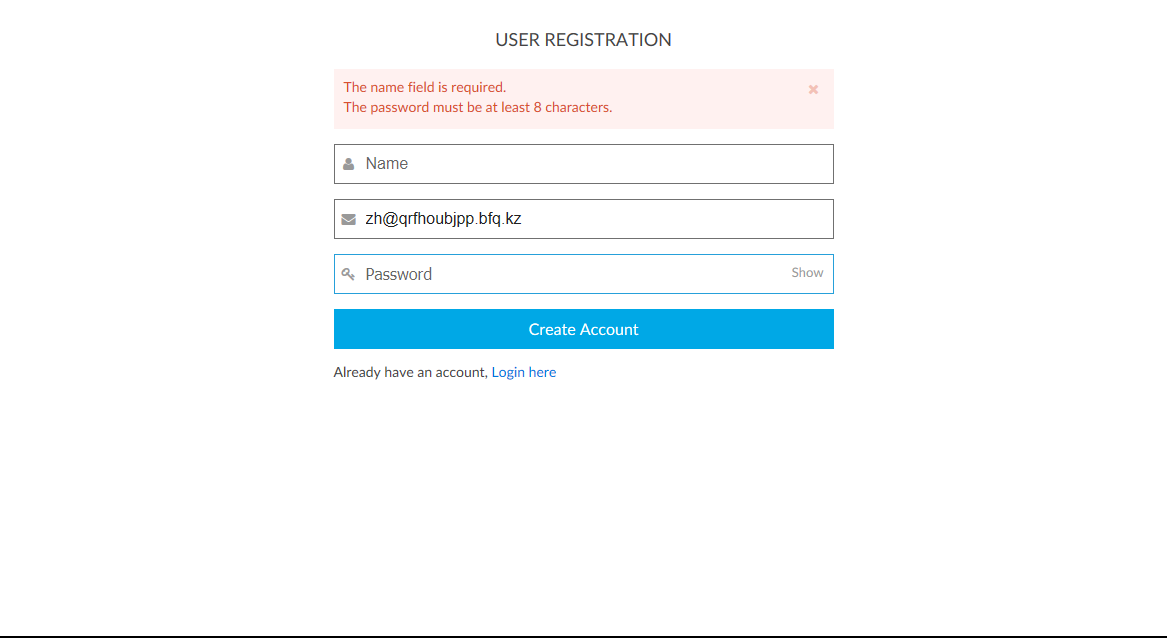 USER REGISTRATION
The name field is required.
The password must be at least 8 characters.
Name
zh@qrfhoubjpp.bfq.kz
Password
Show
Create Account
Already have an account, Login here